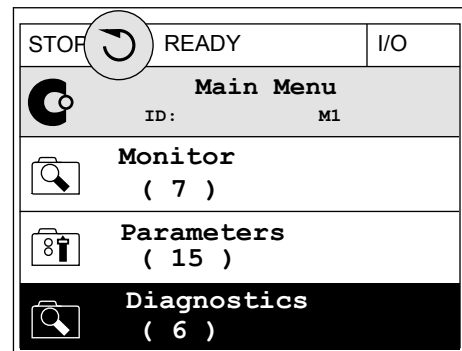 STOP READY I/O
Main Menu
ID: M1
Monitor
( 7 )
Parameters
( 15 )
Diagnostics
( 6 )